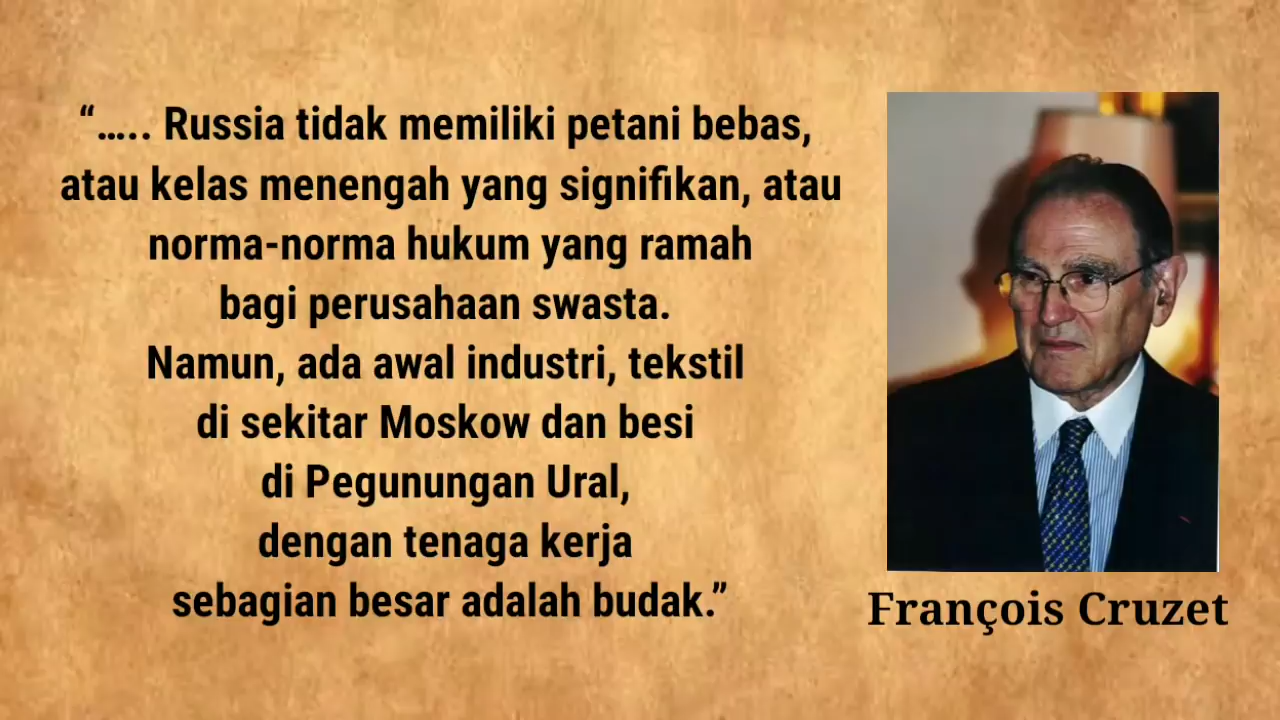 “….. Russia tidak memiliki petani bebas,
atau kelas menengah yang signifikan, atau
norma-norma hukum yang ramah
bagi perusahaan swasta.
Namun, ada awal industri, tekstil
di sekitar Moskow dan besi
di Pegunungan Ural,
dengan tenaga kerja
sebagian besar adalah budak.”
François Cruzet